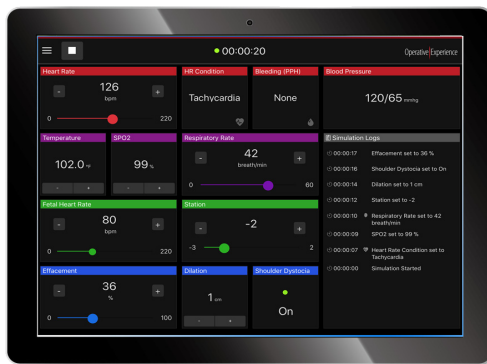 00:00:20
Operative Experience
Heart Rate
- 126 +
bpm
0 220
HR Condition
Tachycardia
Bleeding (PPH)
None
Blood Pressure
120/65 mmHg
Temperature
102.0 °F
- +
SPO2
99 %
- +
Respiratory Rate
- 42 +
breath/min
0 60
Fetal Heart Rate
- 80 +
bpm
0 220
Station
- -2 +
-3 2
Effacement
- 36 +
%
0 100
Dilation
1 cm
- +
Shoulder Dystocia
On
Simulation Logs
00:00:17 Effacement set to 36 %
00:00:16 Shoulder Dystocia set to On
00:00:14 Dilation set to 1 cm
00:00:12 Station set to -2
00:00:10 Respiratory Rate set to 42
breath/min
00:00:09 SPO2 set to 99 %
00:00:07 Heart Rate Condition set to
Tachycardia
00:00:00 Simulation Started